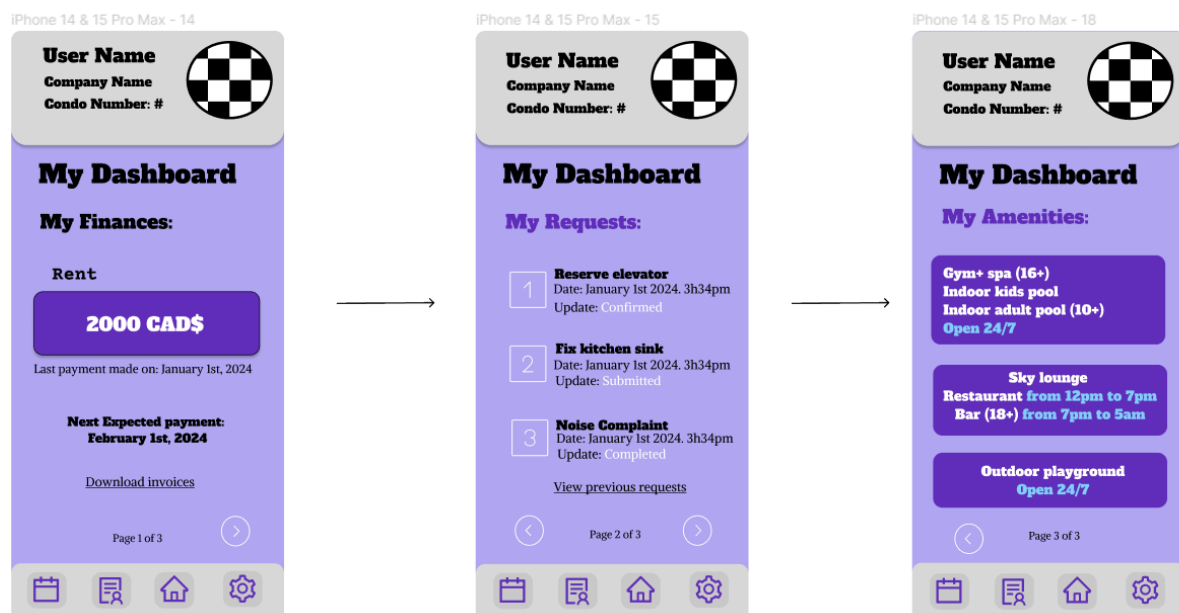 iPhone 14 & 15 Pro Max - 14
User Name
Company Name
Condo Number: #
My Dashboard
My Finances:
Rent
2000 CAD$
Last payment made on: January 1st, 2024
Next Expected payment:
February 1st, 2024
Download invoices
Page 1 of 3
iPhone 14 & 15 Pro Max - 15
User Name
Company Name
Condo Number: #
My Dashboard
My Requests:
1
Reserve elevator
Date: January 1st 2024. 3h34pm
Update: Confirmed
2
Fix kitchen sink
Date: January 1st 2024. 3h34pm
Update: Submitted
3
Noise Complaint
Date: January 1st 2024. 3h34pm
Update: Completed
View previous requests
Page 2 of 3
iPhone 14 & 15 Pro Max - 18
User Name
Company Name
Condo Number: #
My Dashboard
My Amenities:
Gym+ spa (16+)
Indoor kids pool
Indoor adult pool (10+)
Open 24/7
Sky lounge
Restaurant from 12pm to 7pm
Bar (18+) from 7pm to 5am
Outdoor playground
Open 24/7
Page 3 of 3